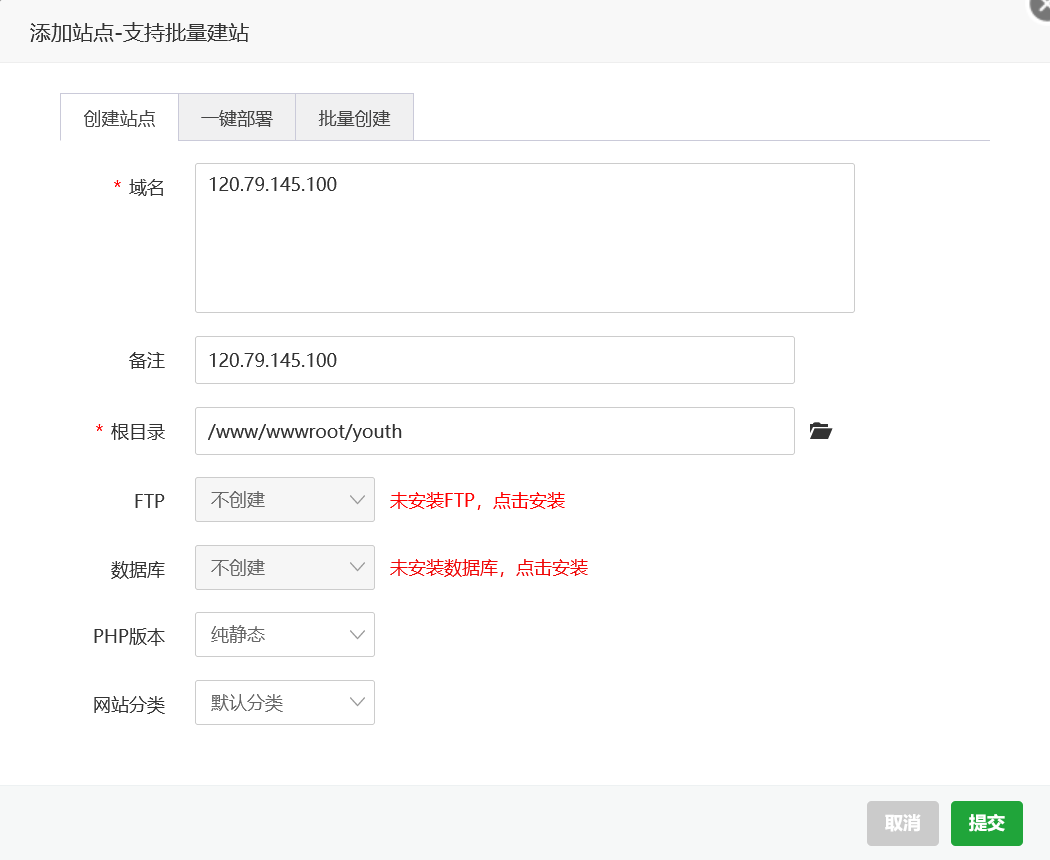 添加站点-支持批量建站
创建站点 一键部署 批量创建
* 域名 120.79.145.100
备注 120.79.145.100
* 根目录 /www/wwwroot/youth
FTP 不创建 未安装FTP，点击安装
数据库 不创建 未安装数据库，点击安装
PHP版本 纯静态
网站分类 默认分类
取消 提交